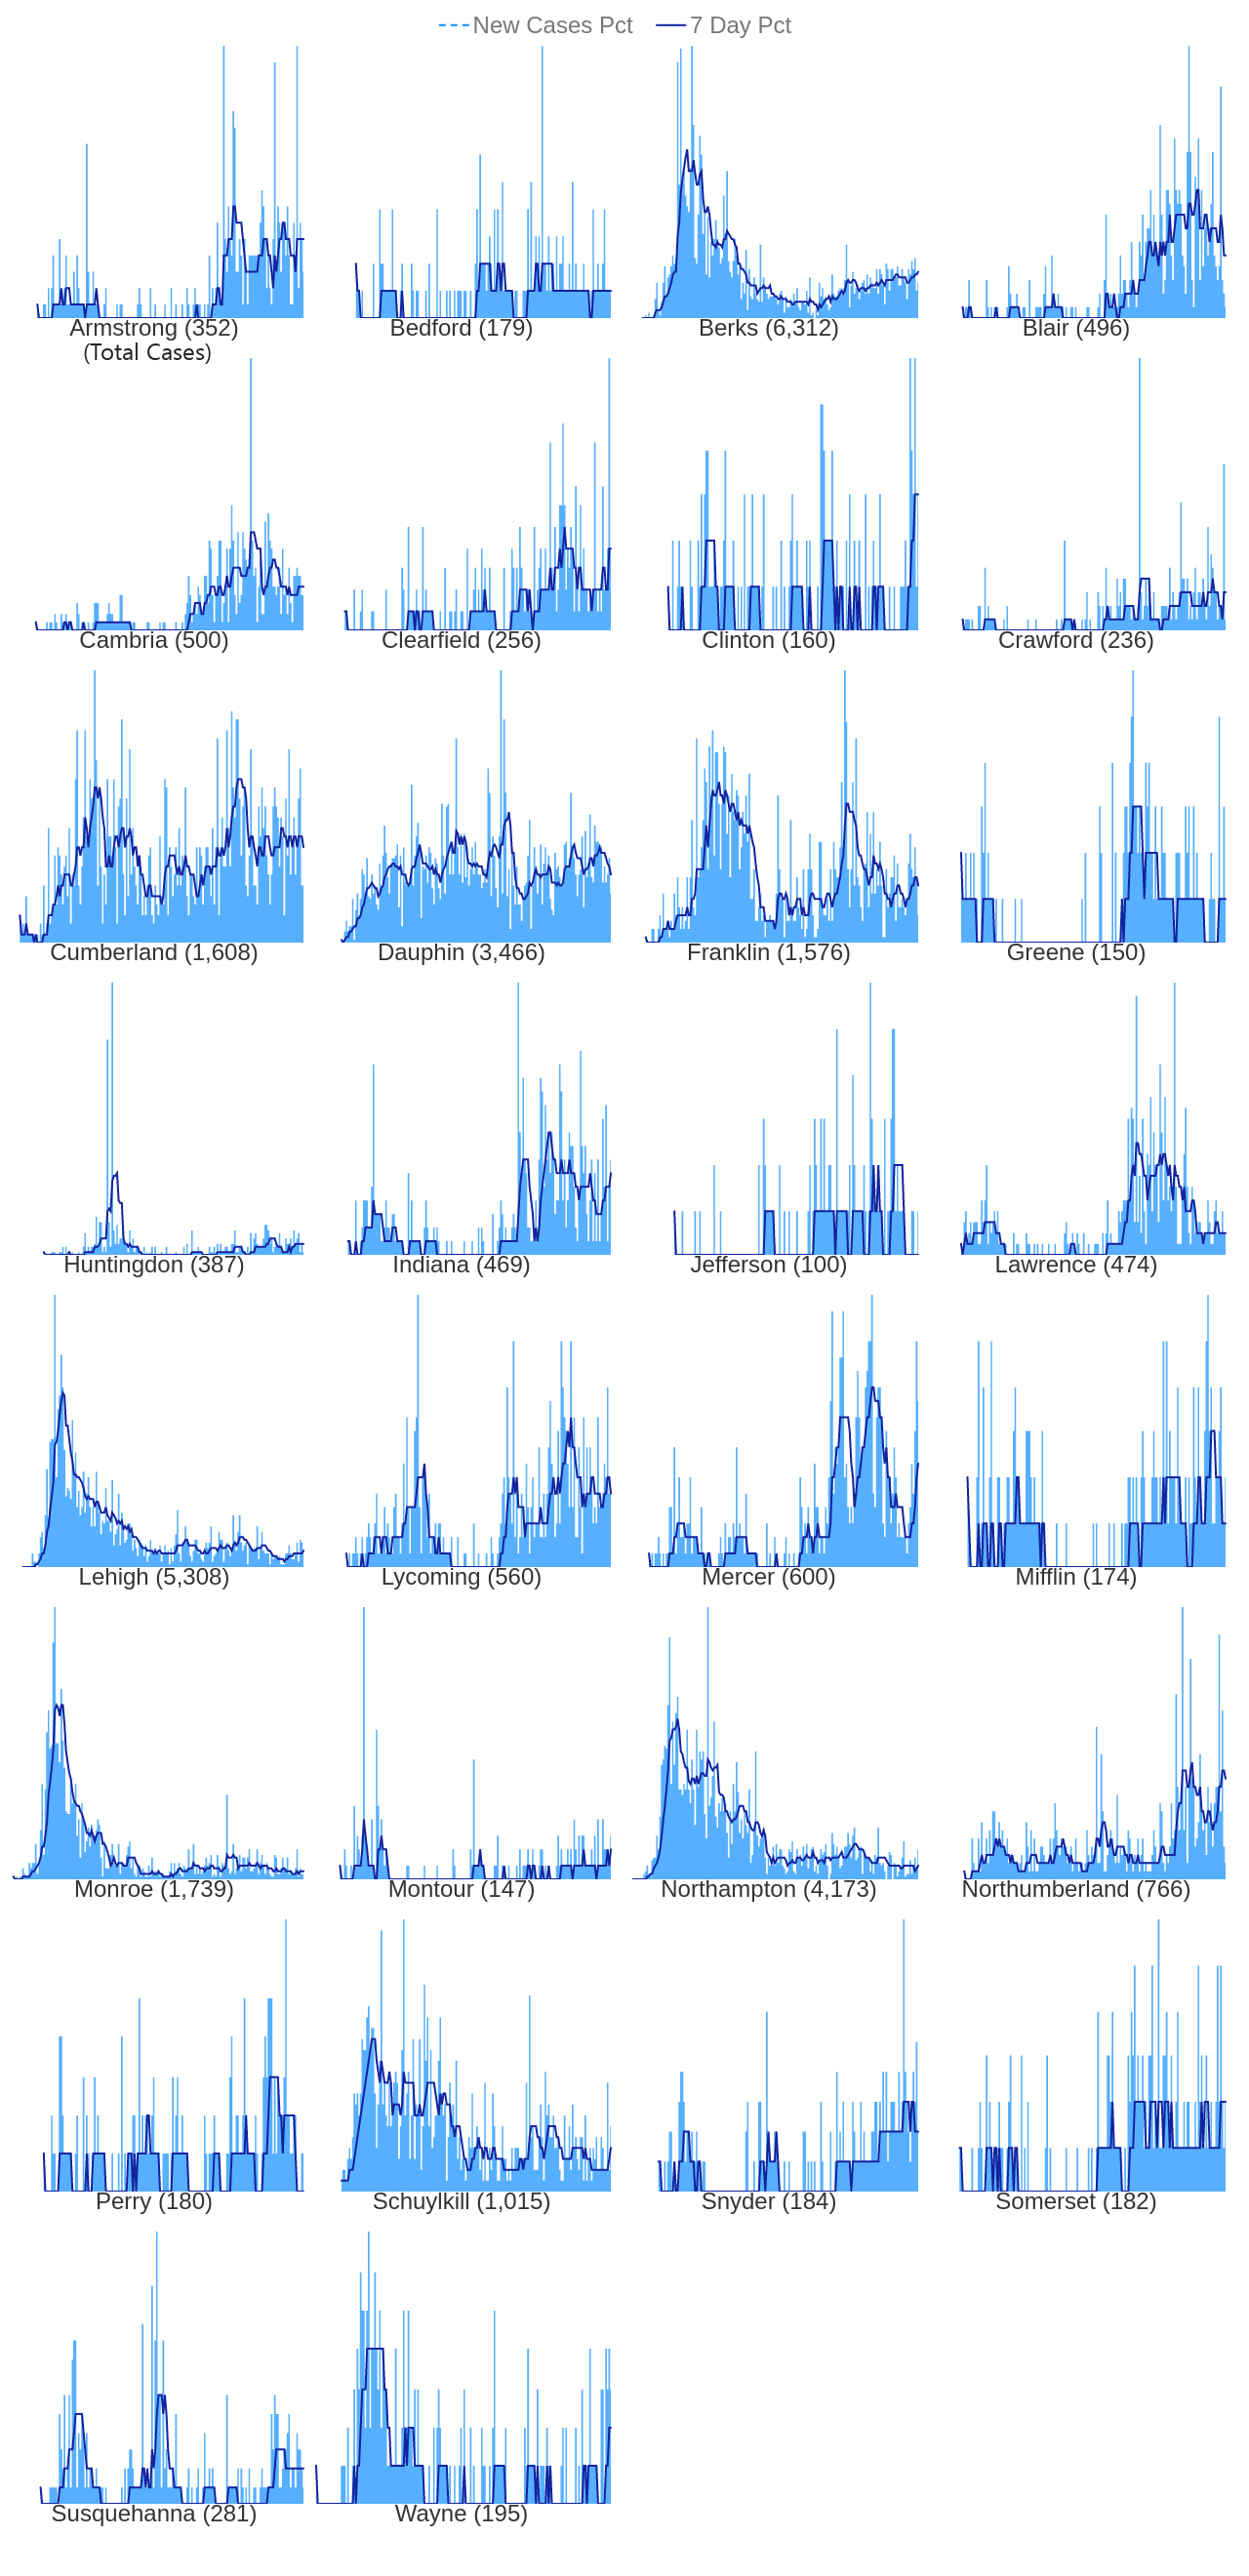 New Cases Pct 7 Day Pct
Armstrong (352) Bedford (179) Berks (6,312) Blair (496)
(Total Cases)
Cambria (500) Clearfield (256) Clinton (160) Crawford (236)
Cumberland (1,608) Dauphin (3,466) Franklin (1,576) Greene (150)
Huntingdon (387) Indiana (469) Jefferson (100) Lawrence (474)
Lehigh (5,308) Lycoming (560) Mercer (600) Mifflin (174)
Monroe (1,739) Montour (147) Northampton (4,173) Northumberland (766)
Perry (180) Schuylkill (1,015) Snyder (184) Somerset (182)
Susquehanna (281) Wayne (195)